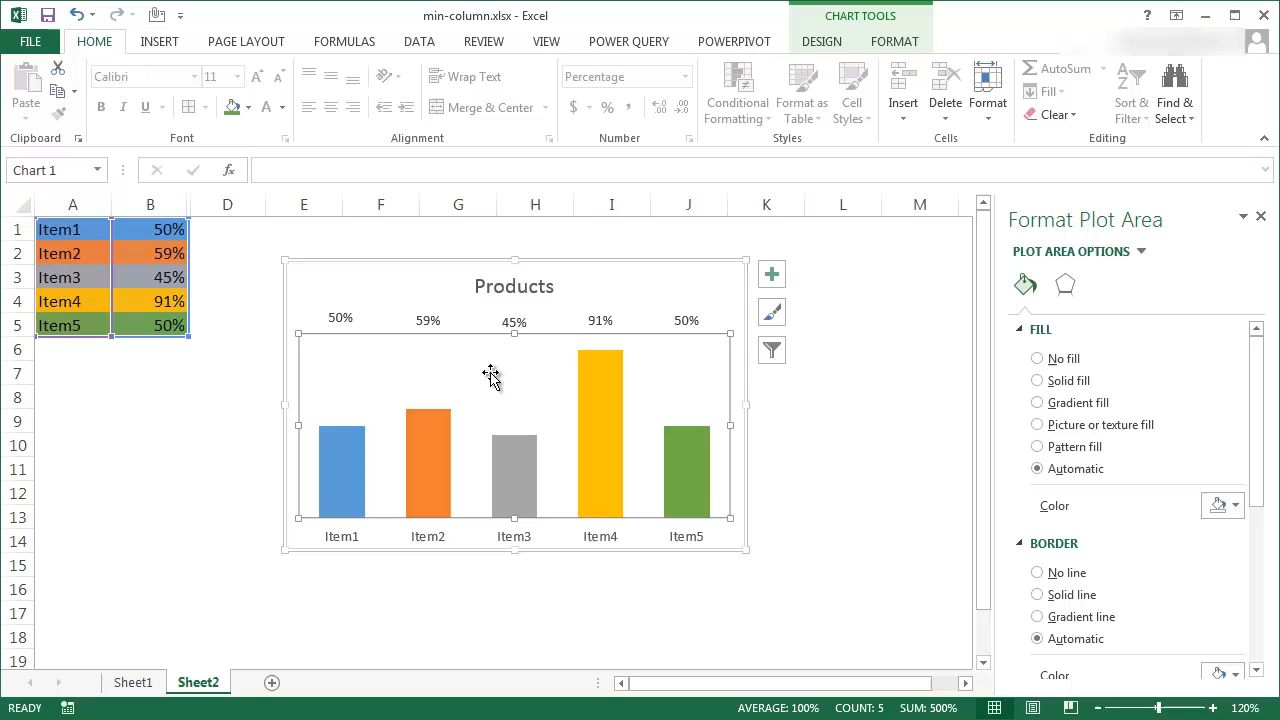 min-column.xlsx - Excel
CHART TOOLS
?
FILE HOME INSERT PAGE LAYOUT FORMULAS DATA REVIEW VIEW POWER QUERY POWERPIVOT DESIGN FORMAT
Paste
Clipboard
Calibri 11
B I U A
Font
Wrap Text
Merge & Center
Alignment
Percentage
$ % ,
Number
Conditional Formatting
Format as Table
Cell Styles
Styles
Insert
Delete
Format
Cells
AutoSum
Fill
Clear
Sort & Filter
Find & Select
Editing
Chart 1
fx
A B D E F G H I J K L M
1 Item1 50%
2 Item2 59%
3 Item3 45%
4 Item4 91%
5 Item5 50%
6
7
8
9
10
11
12
13
14
15
16
17
18
19
Products
50% 59% 45% 91% 50%
Item1 Item2 Item3 Item4 Item5
Format Plot Area
PLOT AREA OPTIONS
FILL
No fill
Solid fill
Gradient fill
Picture or texture fill
Pattern fill
Automatic
Color
BORDER
No line
Solid line
Gradient line
Automatic
Color
Sheet1 Sheet2
READY AVERAGE: 100% COUNT: 5 SUM: 500% 120%